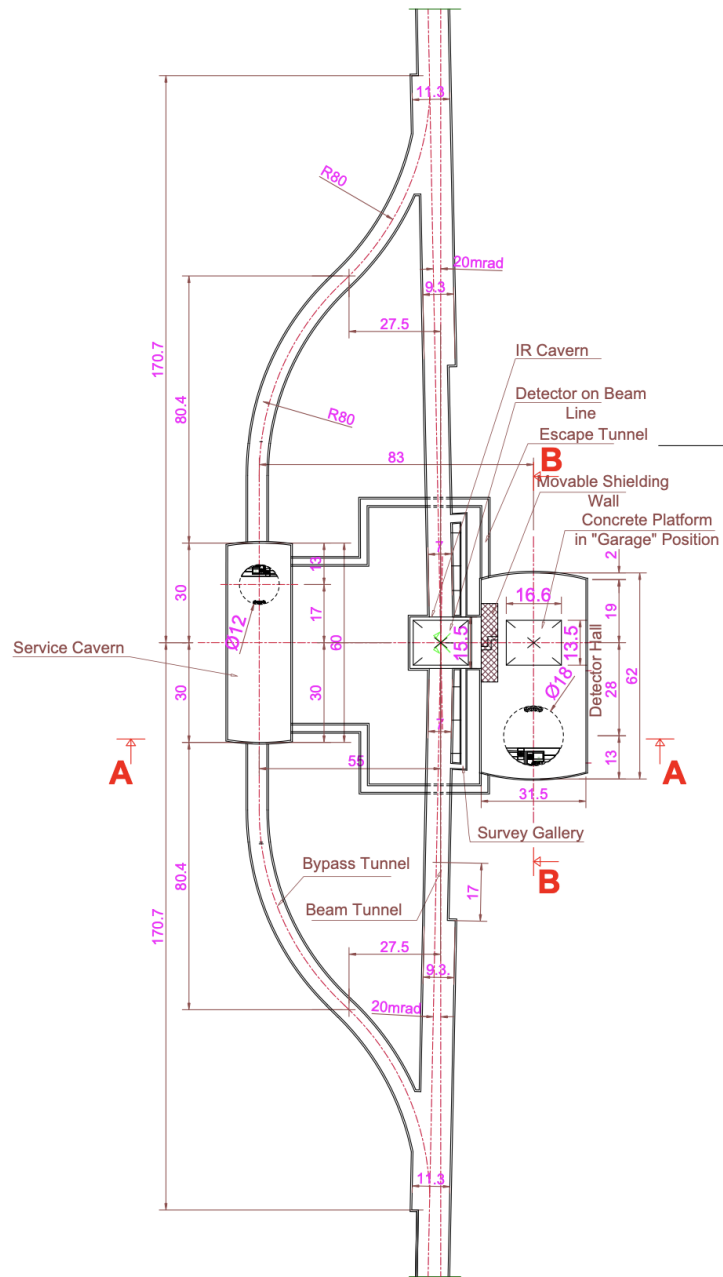 11.3
R80
20mrad
9.3
27.5
170.7
80.4
IR Cavern
Detector on Beam
Line
Escape Tunnel
R80
83
B
Movable Shielding
Wall
Concrete Platform
in "Garage" Position
7
13
2
30
17
60
16.6
19
Ø12
15.5
13.5
Service Cavern
Detector Hall
62
30
30
Ø18
28
7
13
A
A
55
31.5
Survey Gallery
Bypass Tunnel
B
80.4
17
Beam Tunnel
170.7
27.5
9.3.
20mrad
11.3